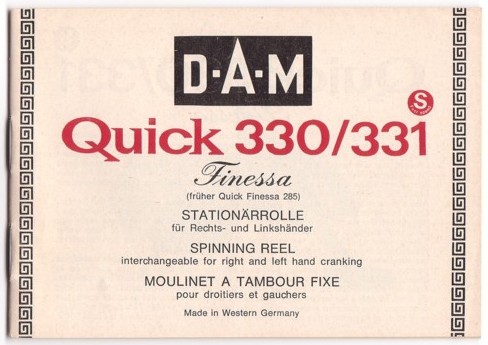 D·A·M
S
Quick 330/331
Finessa
(früher Quick Finessa 285)
STATIONÄRROLLE
für Rechts- und Linkshänder
SPINNING REEL
interchangeable for right and left hand cranking
MOULINET A TAMBOUR FIXE
pour droitiers et gauchers
Made in Western Germany